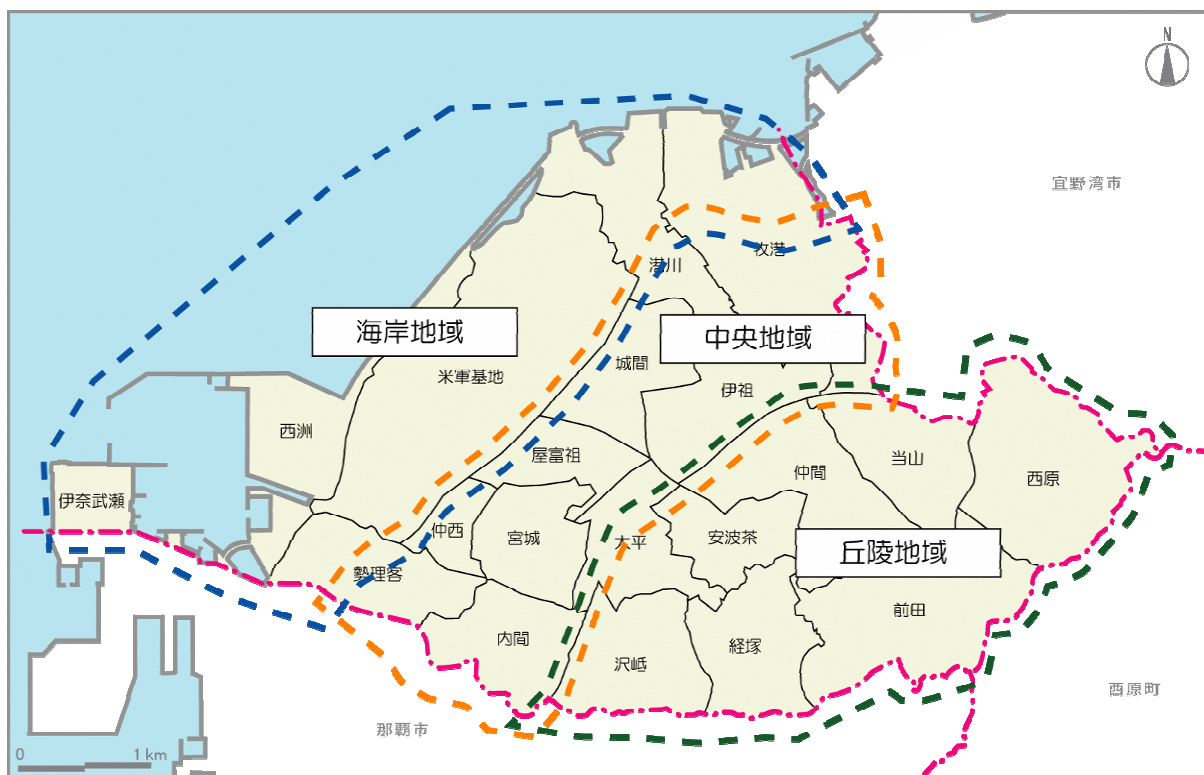 N
宜野湾市
牧港
港川
海岸地域
中央地域
米軍基地
城間
伊祖
西洲
屋富祖
当山
仲間
西原
伊奈武瀬
仲西
宮城
大平
安波茶
丘陵地域
勢理客
前田
内間
経塚
沢岻
西原町
那覇市
0
1 km